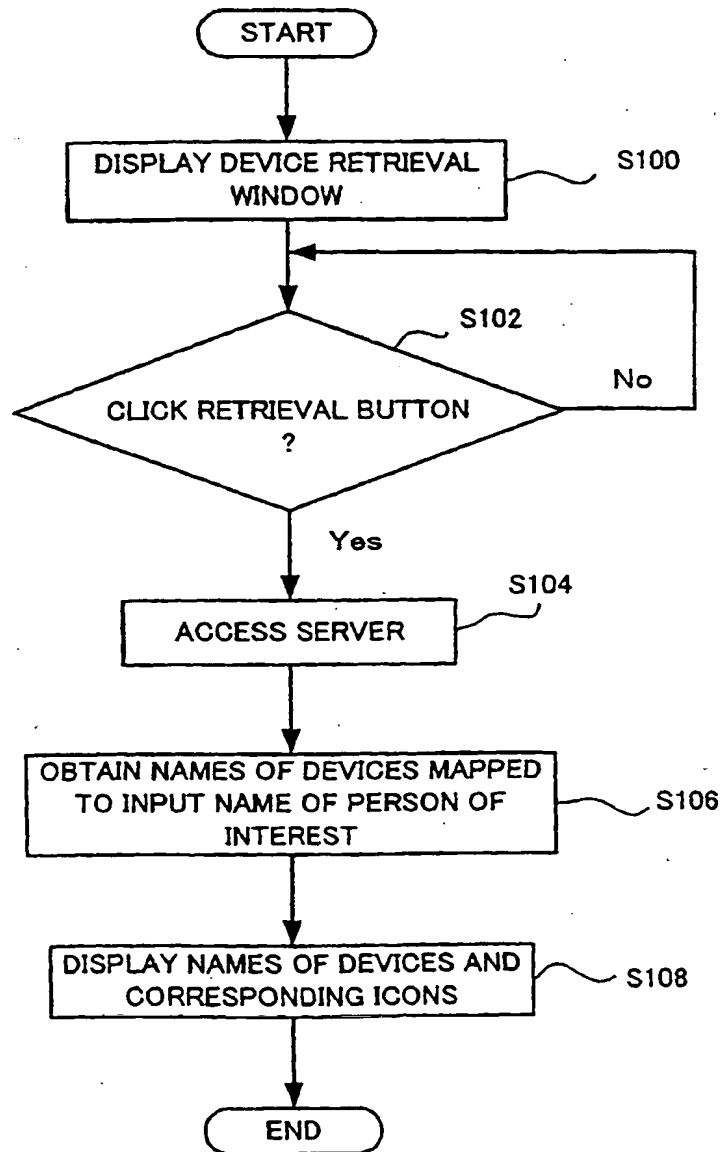 START
DISPLAY DEVICE RETRIEVAL
WINDOW
S100
S102
CLICK RETRIEVAL BUTTON
?
No
Yes
S104
ACCESS SERVER
OBTAIN NAMES OF DEVICES MAPPED
TO INPUT NAME OF PERSON OF
INTEREST
S106
DISPLAY NAMES OF DEVICES AND
CORRESPONDING ICONS
S108
END